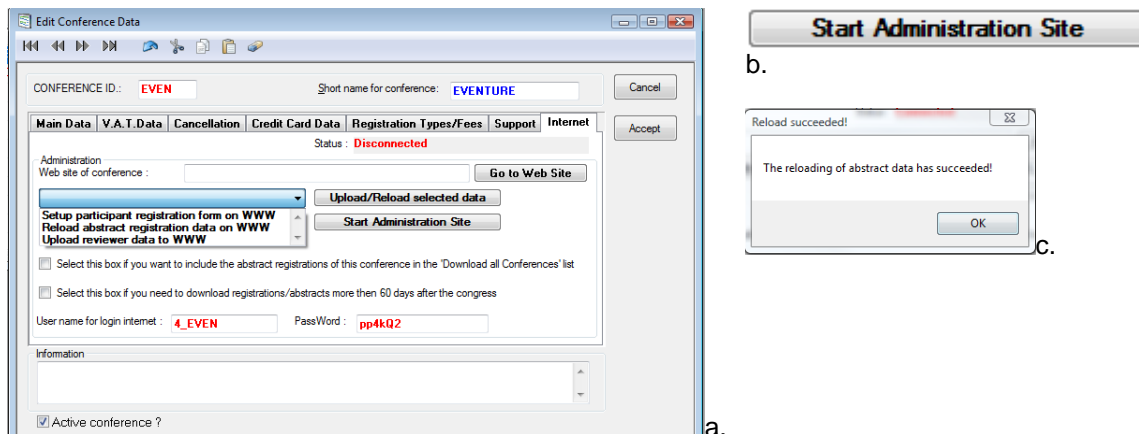 Edit Conference Data
CONFERENCE ID.: EVEN Short name for conference: EVENTURE Cancel
Main Data V.A.T.Data Cancellation Credit Card Data Registration Types/Fees Support Internet Accept
Status : Disconnected
Administration
Web site of conference : Go to Web Site
Upload/Reload selected data
Setup participant registration form on WWW
Reload abstract registration data on WWW Start Administration Site
Upload reviewer data to WWW
Select this box if you want to include the abstract registrations of this conference in the 'Download all Conferences' list
Select this box if you need to download registrations/abstracts more then 60 days after the congress
User name for login internet : 4_EVEN PassWord : pp4kQ2
Information
Active conference ?
a.
Start Administration Site
b.
Reload succeeded!
The reloading of abstract data has succeeded!
OK
c.